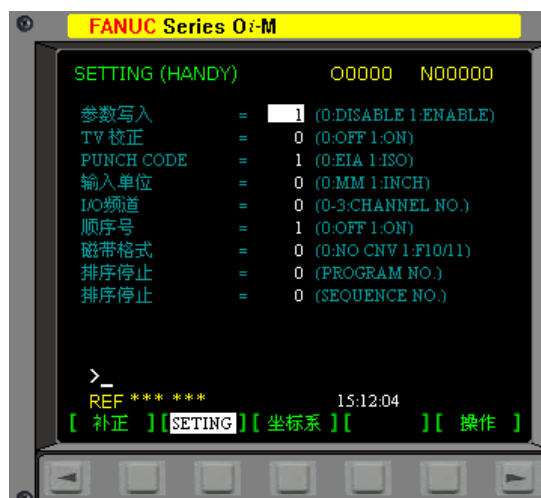 FANUC Series Oi-M
SETTING (HANDY) O0000 N00000
参数写入 = 1 (0:DISABLE 1:ENABLE)
TV 校正 = 0 (0:OFF 1:ON)
PUNCH CODE = 1 (0:EIA 1:ISO)
输入单位 = 0 (0:MM 1:INCH)
I/O频道 = 0 (0-3:CHANNEL NO.)
顺序号 = 1 (0:OFF 1:ON)
磁带格式 = 0 (0:NO CNV 1:F10/11)
排序停止 = 0 (PROGRAM NO.)
排序停止 = 0 (SEQUENCE NO.)
>_
REF *** *** 15:12:04
[ 补正 ][SETING][ 坐标系 ][ ][ 操作 ]